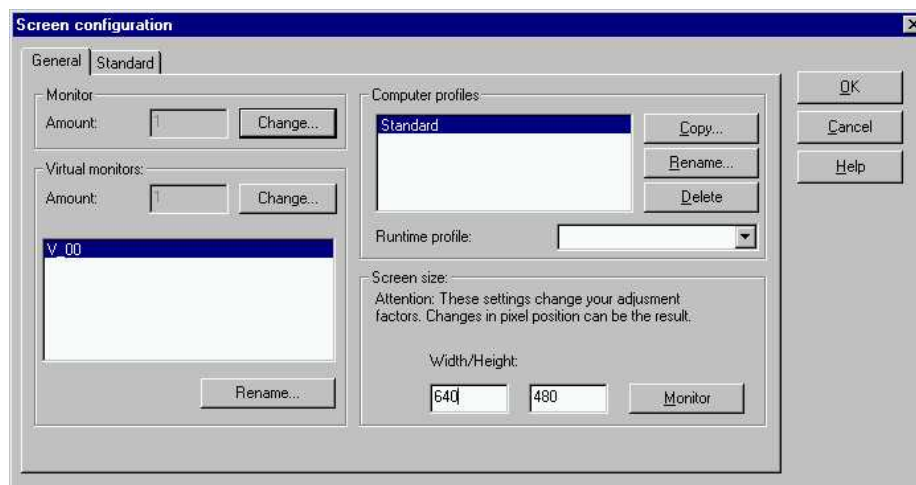 Screen configuration
General
Standard
Monitor
Amount:
1
Change...
Virtual monitors:
Amount:
1
Change...
V_00
Rename...
Computer profiles
Standard
Copy...
Rename...
Delete
Runtime profile:
Screen size:
Attention: These settings change your adjusment
factors. Changes in pixel position can be the result.
Width/Height:
640
480
Monitor
OK
Cancel
Help